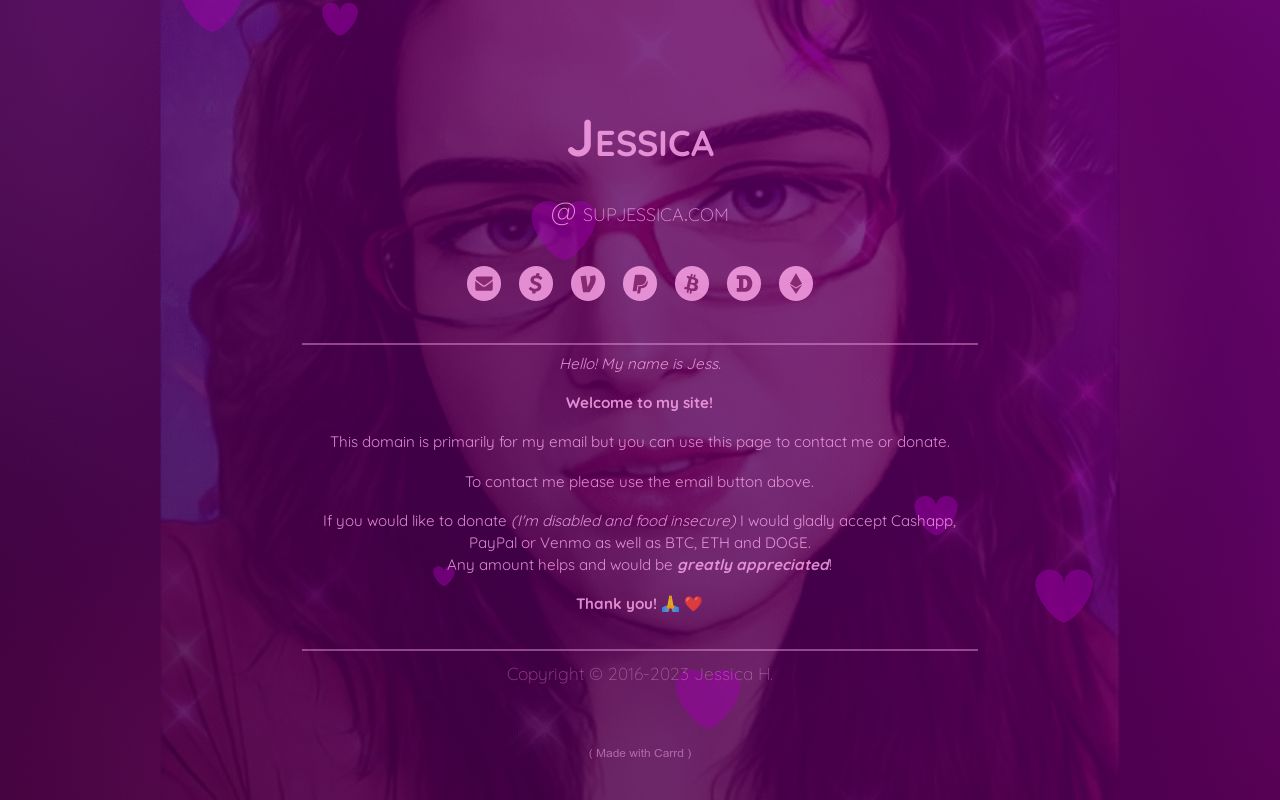 Jessica
@ SUPJESSICA.COM
Hello! My name is Jess.
Welcome to my site!
This domain is primarily for my email but you can use this page to contact me or donate.
To contact me please use the email button above.
If you would like to donate (I'm disabled and food insecure) I would gladly accept Cashapp,
PayPal or Venmo as well as BTC, ETH and DOGE.
Any amount helps and would be greatly appreciated!
Thank you! 🙏 ❤️
Copyright © 2016-2023 Jessica H.
( Made with Carrd )